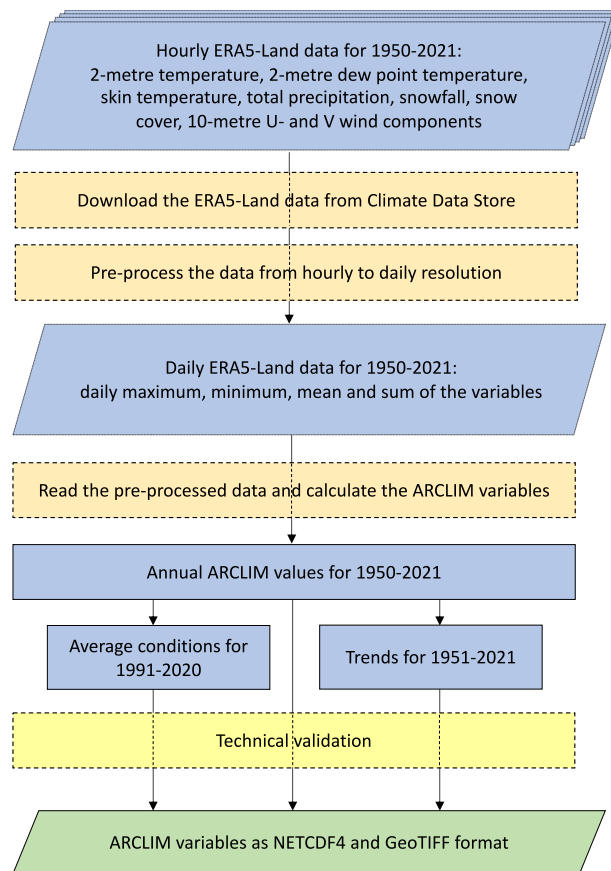 Hourly ERA5-Land data for 1950-2021:
2-metre temperature, 2-metre dew point temperature,
skin temperature, total precipitation, snowfall, snow
cover, 10-metre U- and V wind components
Download the ERA5-Land data from Climate Data Store
Pre-process the data from hourly to daily resolution
Daily ERA5-Land data for 1950-2021:
daily maximum, minimum, mean and sum of the variables
Read the pre-processed data and calculate the ARCLIM variables
Annual ARCLIM values for 1950-2021
Average conditions for
1991-2020
Trends for 1951-2021
Technical validation
ARCLIM variables as NETCDF4 and GeoTIFF format